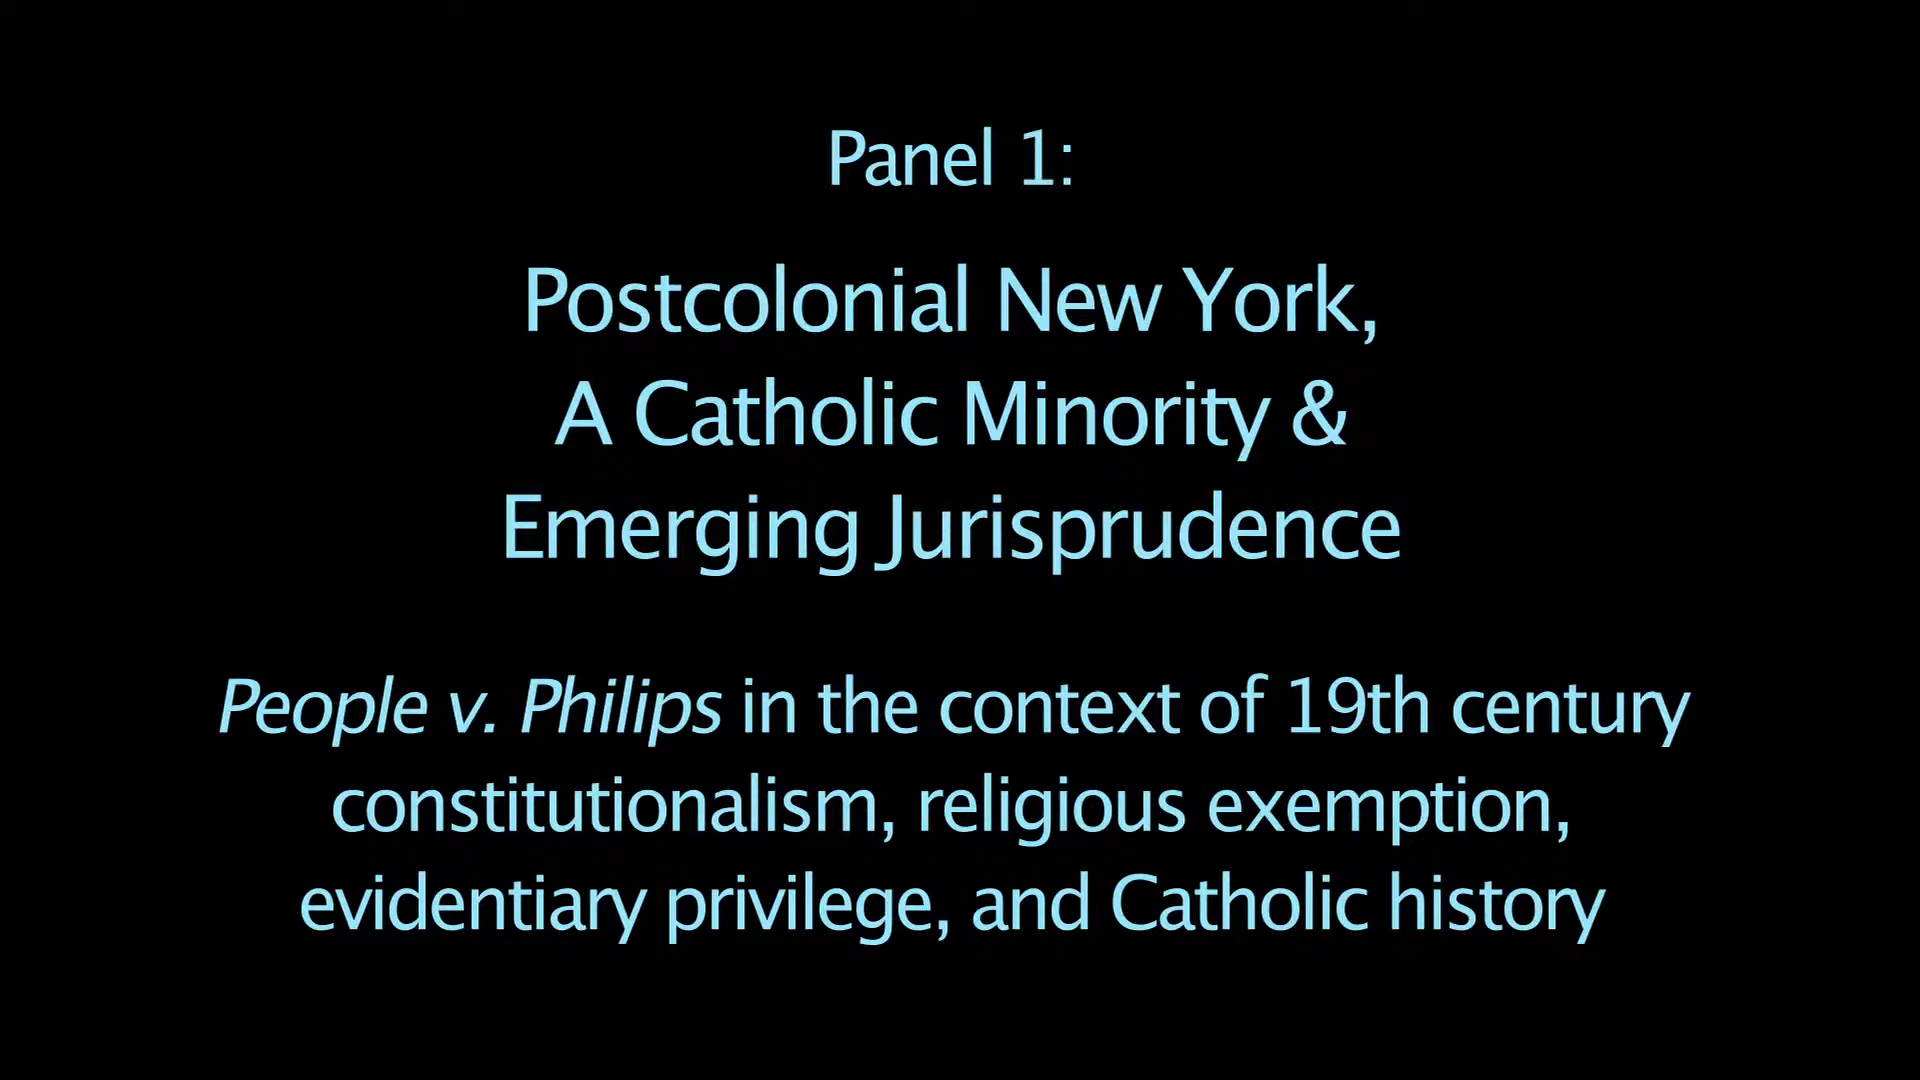 Panel 1:
Postcolonial New York,
A Catholic Minority &
Emerging Jurisprudence
People v. Philips in the context of 19th century
constitutionalism, religious exemption,
evidentiary privilege, and Catholic history